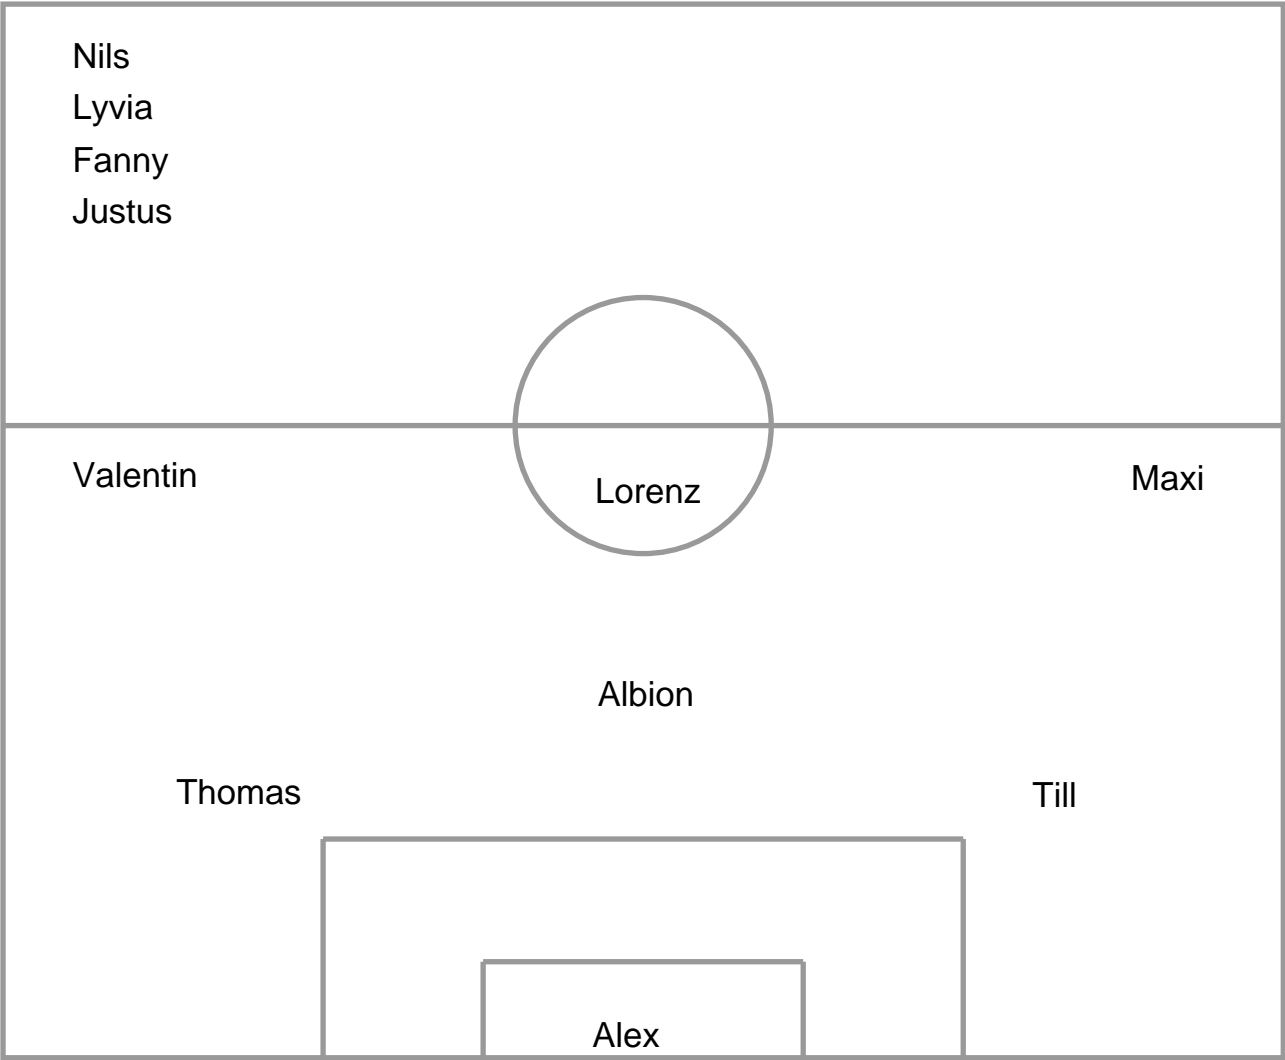 Nils
Lyvia
Fanny
Justus
Valentin
Lorenz
Maxi
Albion
Thomas
Till
Alex